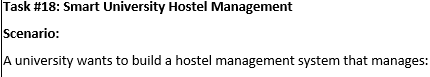 Task #18: Smart University Hostel Management
Scenario:
A university wants to build a hostel management system that manages: